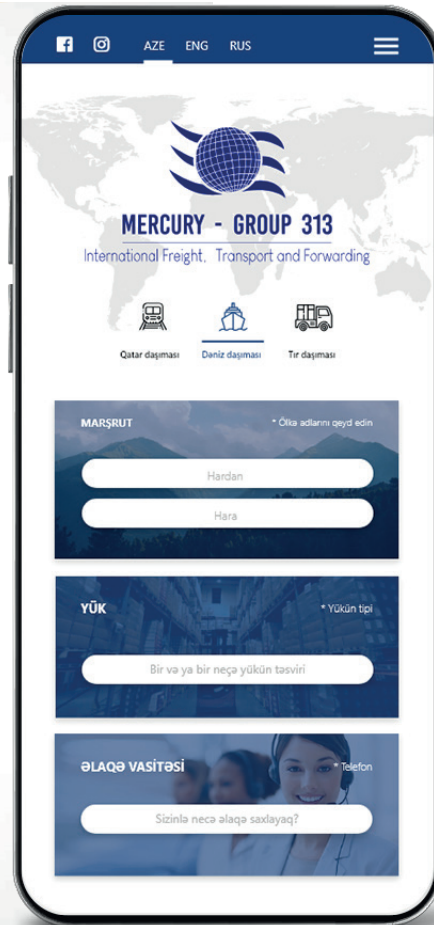 AZE ENG RUS
MERCURY - GROUP 313
International Freight, Transport and Forwarding
Qatar daşıması Dəniz daşıması Tır daşıması
MARŞRUT * Ölkə adlarını qeyd edin
Hardan
Hara
YÜK * Yükün tipi
Bir və ya bir neçə yükün təsviri
ƏLAQƏ VASİTƏSİ * Telefon
Sizinlə necə əlaqə saxlayaq?